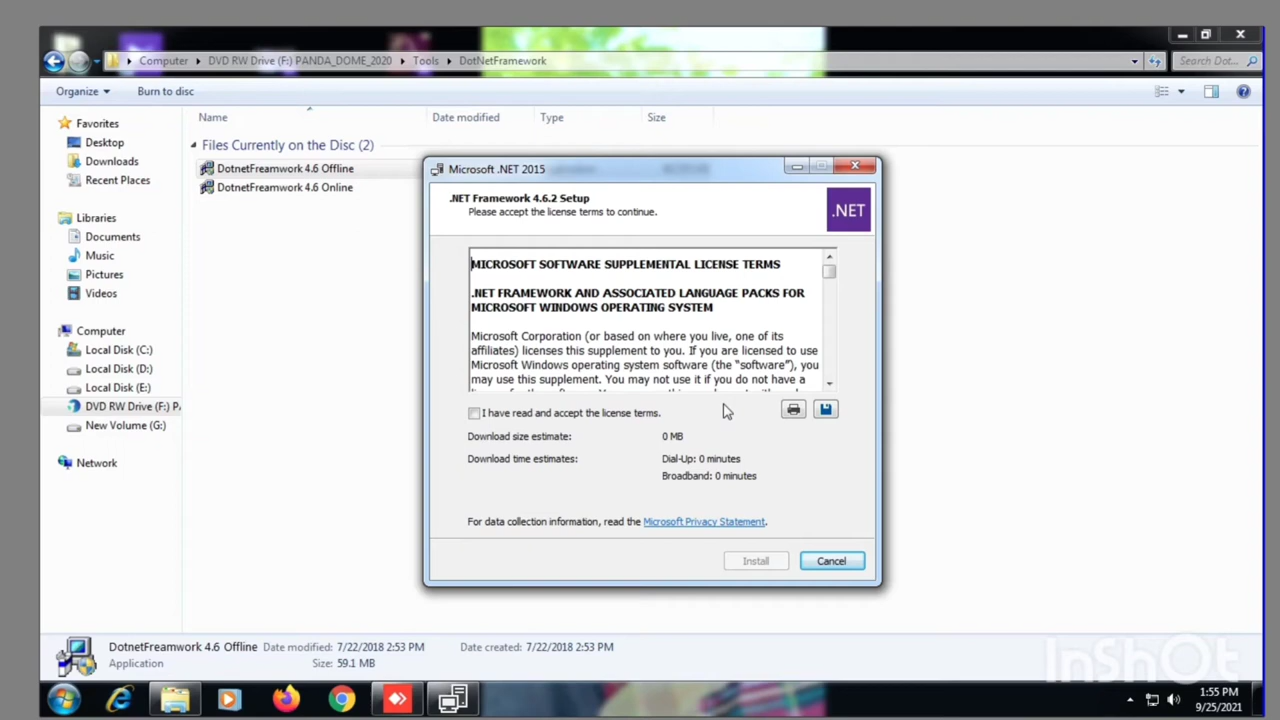 Computer DVD RW Drive (F:) PANDA_DOME_2020 Tools DotNetFramework
Search Dot...
Organize
Burn to disc
Name
Date modified
Type
Size
Favorites
Desktop
Downloads
Recent Places
Libraries
Documents
Music
Pictures
Videos
Computer
Local Disk (C:)
Local Disk (D:)
Local Disk (E:)
DVD RW Drive (F:) P
New Volume (G:)
Network
Files Currently on the Disc (2)
DotnetFreamwork 4.6 Offline
DotnetFreamwork 4.6 Online
Microsoft .NET 2015
.NET Framework 4.6.2 Setup
Please accept the license terms to continue.
.NET
MICROSOFT SOFTWARE SUPPLEMENTAL LICENSE TERMS
.NET FRAMEWORK AND ASSOCIATED LANGUAGE PACKS FOR
MICROSOFT WINDOWS OPERATING SYSTEM
Microsoft Corporation (or based on where you live, one of its
affiliates) licenses this supplement to you. If you are licensed to use
Microsoft Windows operating system software (the “software”), you
may use this supplement. You may not use it if you do not have a
I have read and accept the license terms.
Download size estimate: 0 MB
Download time estimates: Dial-Up: 0 minutes
Broadband: 0 minutes
For data collection information, read the Microsoft Privacy Statement.
Install
Cancel
DotnetFreamwork 4.6 Offline Date modified: 7/22/2018 2:53 PM Date created: 7/22/2018 2:53 PM
Application Size: 59.1 MB
InShOt
1:55 PM
9/25/2021